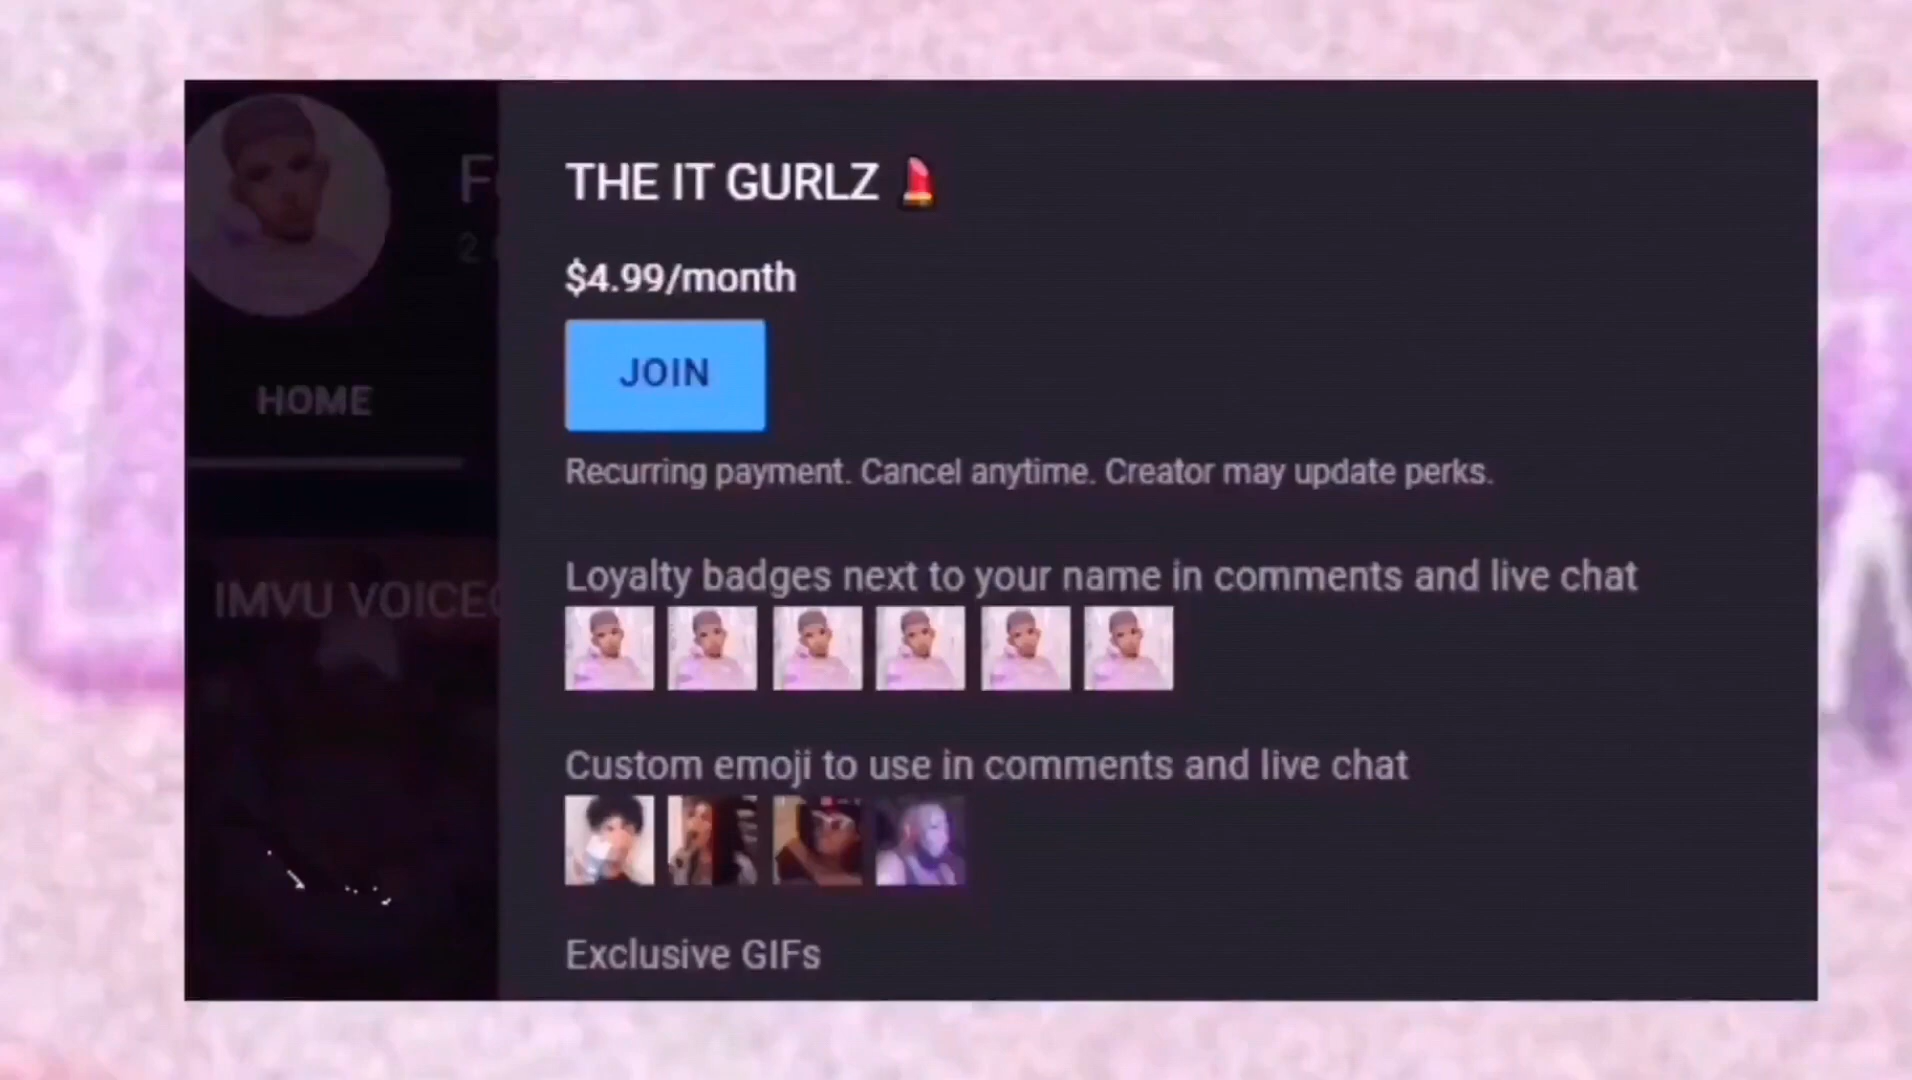 THE IT GURLZ 💄
$4.99/month
JOIN
Recurring payment. Cancel anytime. Creator may update perks.
Loyalty badges next to your name in comments and live chat
Custom emoji to use in comments and live chat
Exclusive GIFs
HOME
IMVU